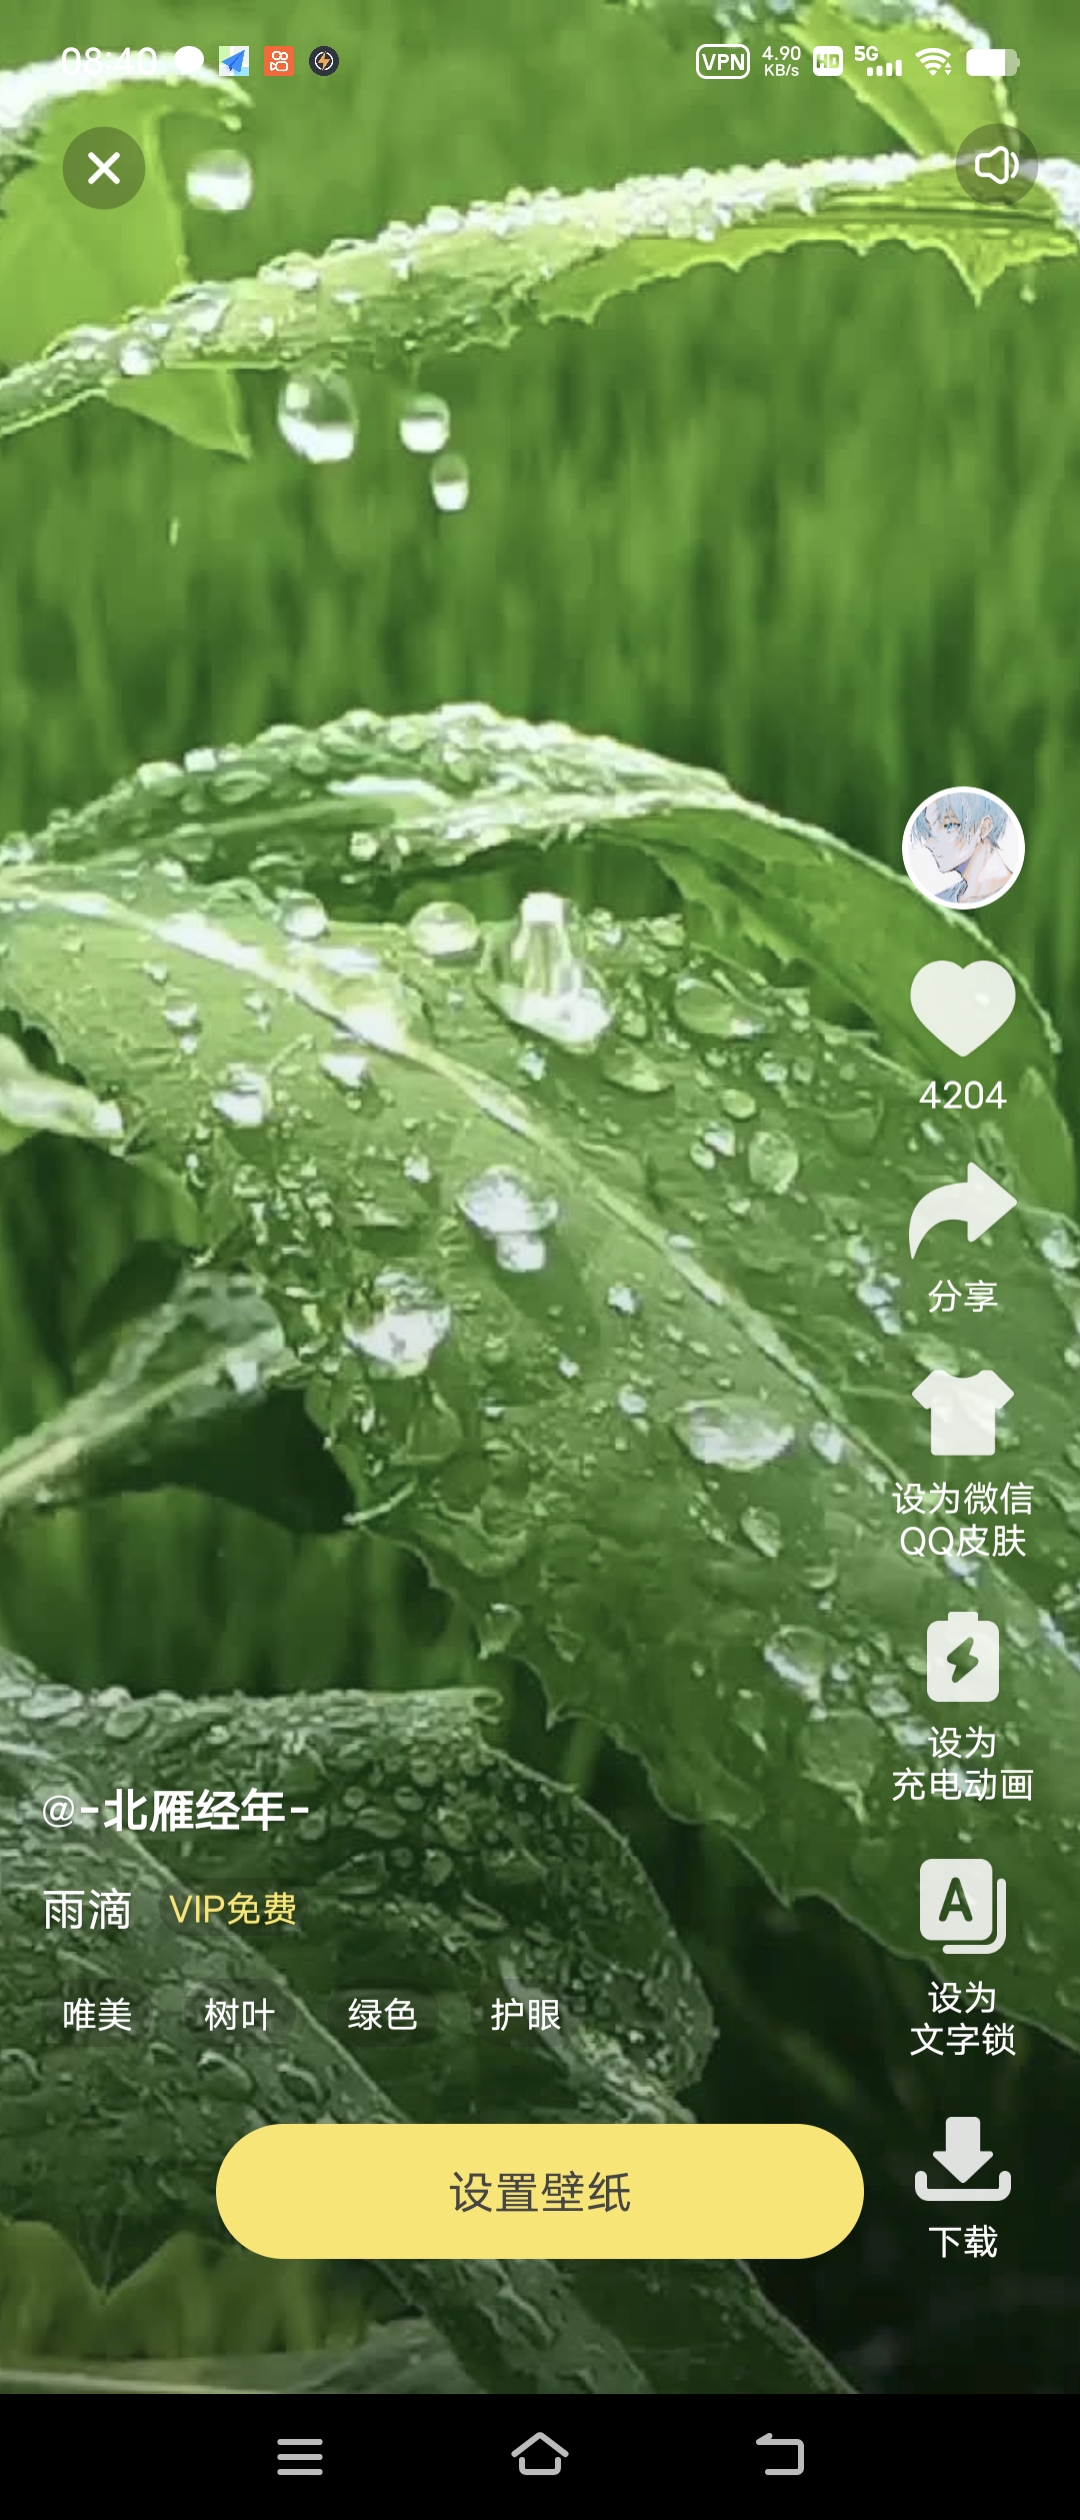 08:40
VPN 4.90 KB/s HD 5G
4204
分享
设为微信
QQ皮肤
设为
充电动画
@-北雁经年-
雨滴 VIP免费
唯美 树叶 绿色 护眼
A
设为
文字锁
设置壁纸
下载